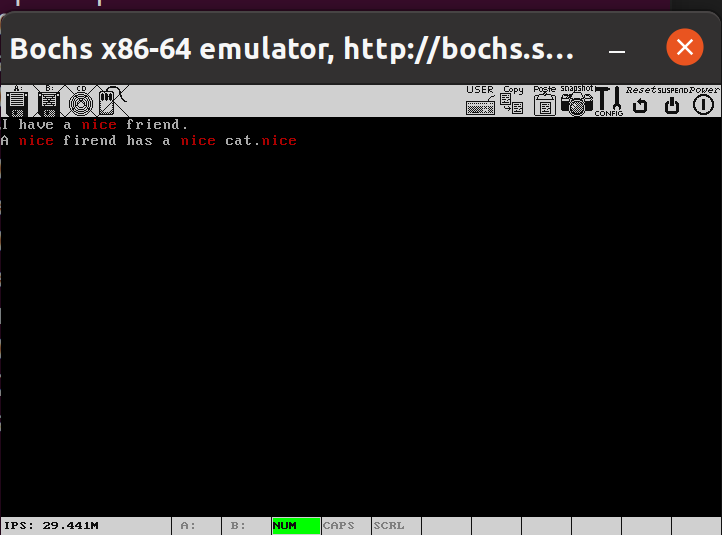 Bochs x86-64 emulator, http://bochs.s...
A: B: CD USER Copy Paste snapshot CONFIG Reset SUSPEND Power
I have a nice friend.
A nice firend has a nice cat.nice
IPS: 29.441M A: B: NUM CAPS SCRL